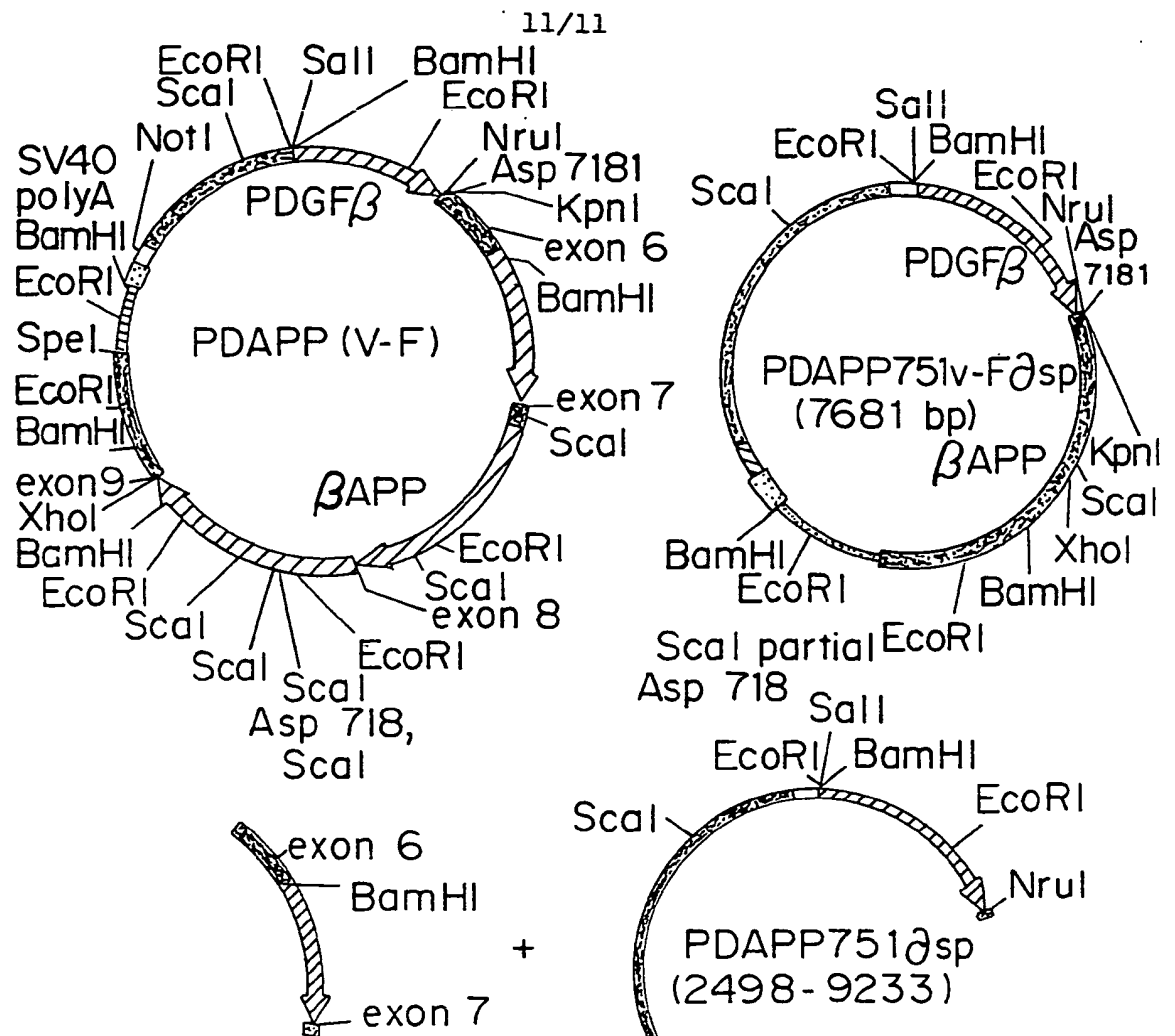 11/11
EcoRI
SalI
BamHI
ScaI
EcoRI
NotI
NruI
SV40
polyA
Asp 7181
PDGFβ
KpnI
BamHI
exon 6
EcoRI
BamHI
SpeI
PDAPP (V-F)
EcoRI
exon 7
BamHI
ScaI
exon 9
βAPP
XhoI
BamHI
EcoRI
EcoRI
ScaI
ScaI
exon 8
ScaI
EcoRI
ScaI
Asp 718,
ScaI
SalI
EcoRI
BamHI
EcoRI
ScaI
NruI
Asp
7181
PDGFβ
PDAPP751v-F∂sp
(7681 bp)
βAPP
KpnI
ScaI
XhoI
BamHI
BamHI
EcoRI
EcoRI
ScaI partial
Asp 718
exon 6
BamHI
exon 7
+
SalI
EcoRI
BamHI
EcoRI
ScaI
NruI
PDAPP751∂sp
(2498-9233)